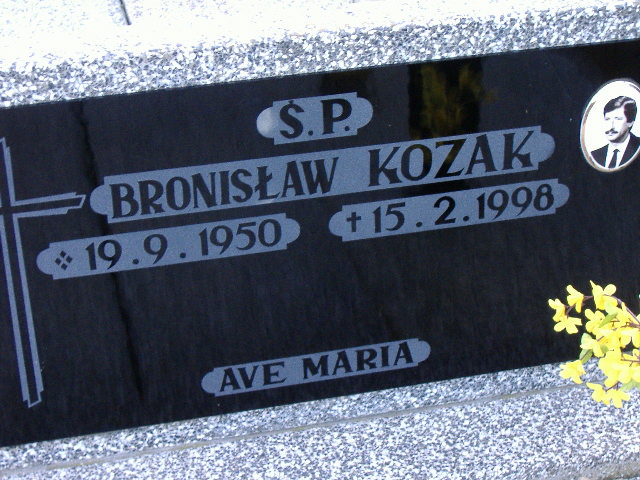 Ś.P.
BRONISŁAW KOZAK
19.9.1950 ✝ 15.2.1998
AVE MARIA